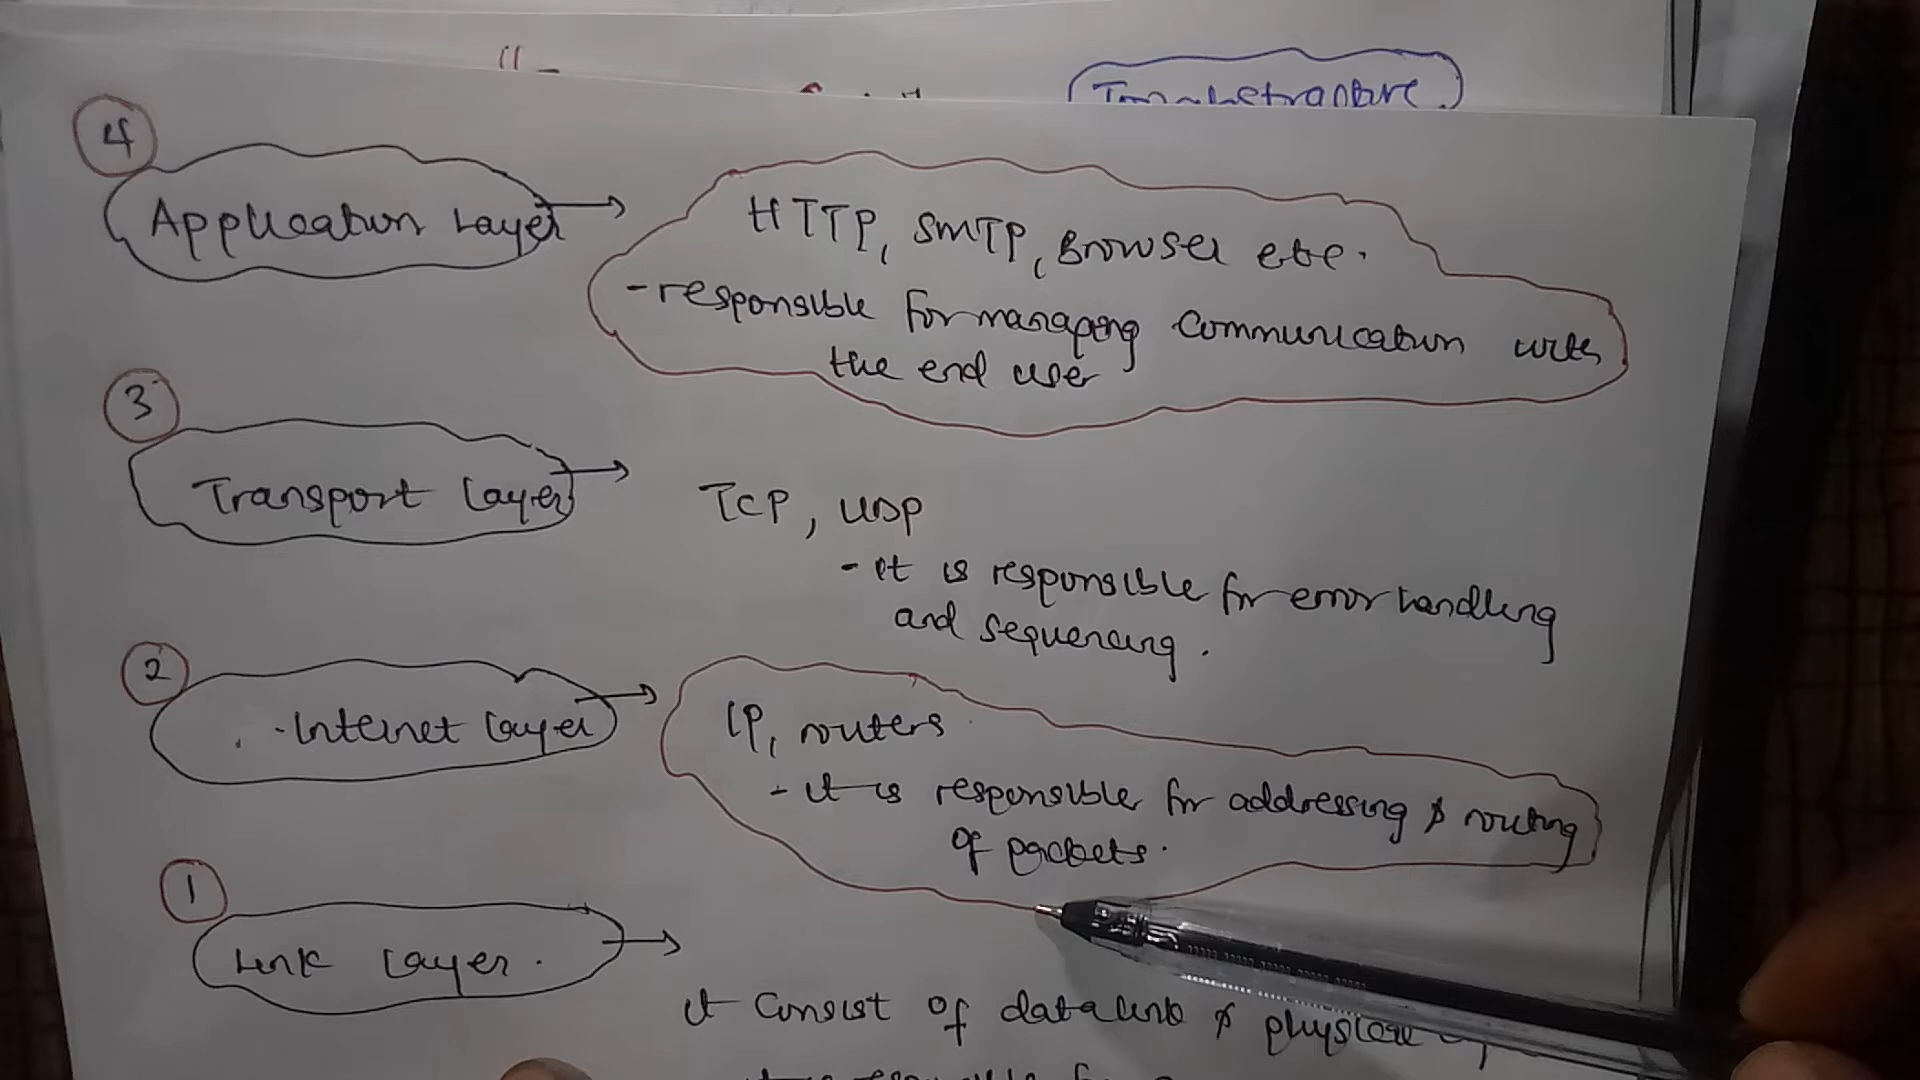 4
Application Layer
HTTP, SMTP, Browser etc.
- responsible for managing communication with
the end user
3
Transport Layer
TCP, UDP
- it is responsible for error handling
and sequencing.
2
Internet Layer
IP, routers
- it is responsible for addressing & routing
of packets.
1
Link Layer.
it consist of data link & physical